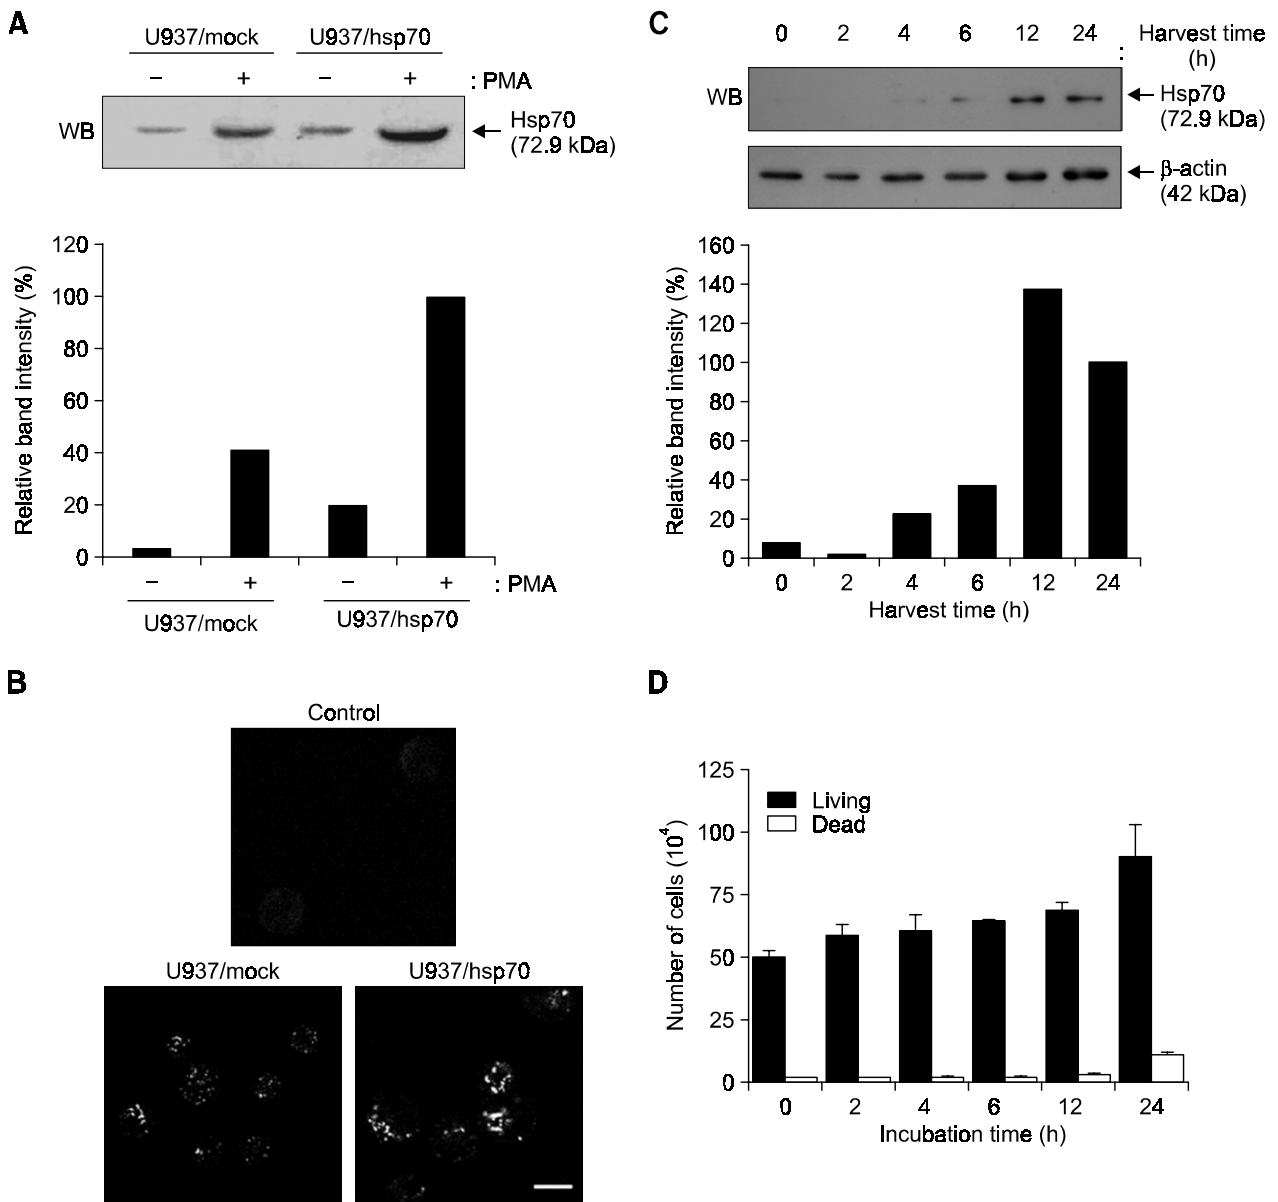 A
U937/mock U937/hsp70
– + – + : PMA
WB
Hsp70
(72.9 kDa)
120
100
80
60
40
20
0
Relative band intensity (%)
– + – + : PMA
U937/mock U937/hsp70
B
Control
U937/mock U937/hsp70
C
0 2 4 6 12 24 : Harvest time
(h)
WB
Hsp70
(72.9 kDa)
β-actin
(42 kDa)
160
140
120
100
80
60
40
20
0
Relative band intensity (%)
0 2 4 6 12 24
Harvest time (h)
D
125
100
75
50
25
0
Number of cells (10⁴)
Living
Dead
0 2 4 6 12 24
Incubation time (h)